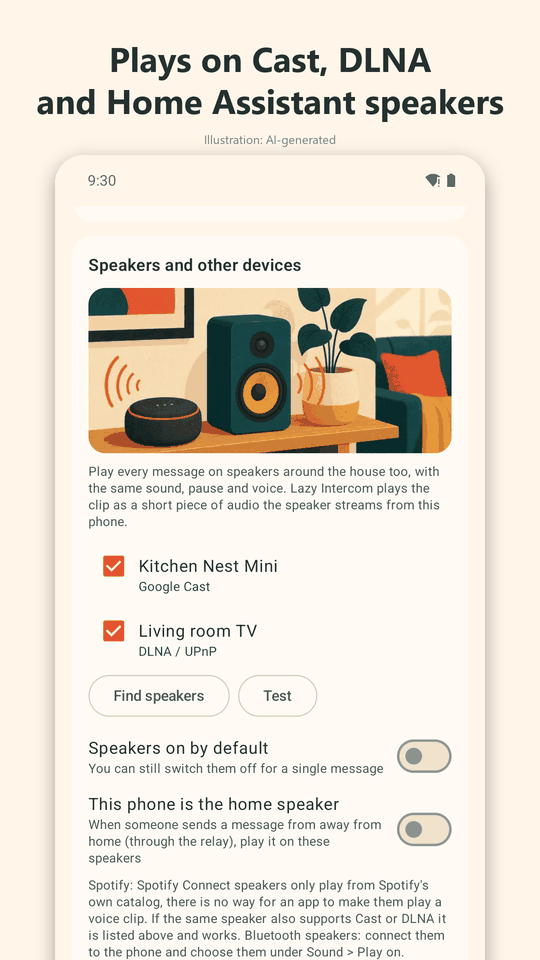 Plays on Cast, DLNA
and Home Assistant speakers
Illustration: AI-generated
9:30
Speakers and other devices
Play every message on speakers around the house too, with
the same sound, pause and voice. Lazy Intercom plays the
clip as a short piece of audio the speaker streams from this
phone.
Kitchen Nest Mini
Google Cast
Living room TV
DLNA / UPnP
Find speakers
Test
Speakers on by default
You can still switch them off for a single message
This phone is the home speaker
When someone sends a message from away from
home (through the relay), play it on these
speakers
Spotify: Spotify Connect speakers only play from Spotify's
own catalog, there is no way for an app to make them play a
voice clip. If the same speaker also supports Cast or DLNA it
is listed above and works. Bluetooth speakers: connect them
to the phone and choose them under Sound > Play on.